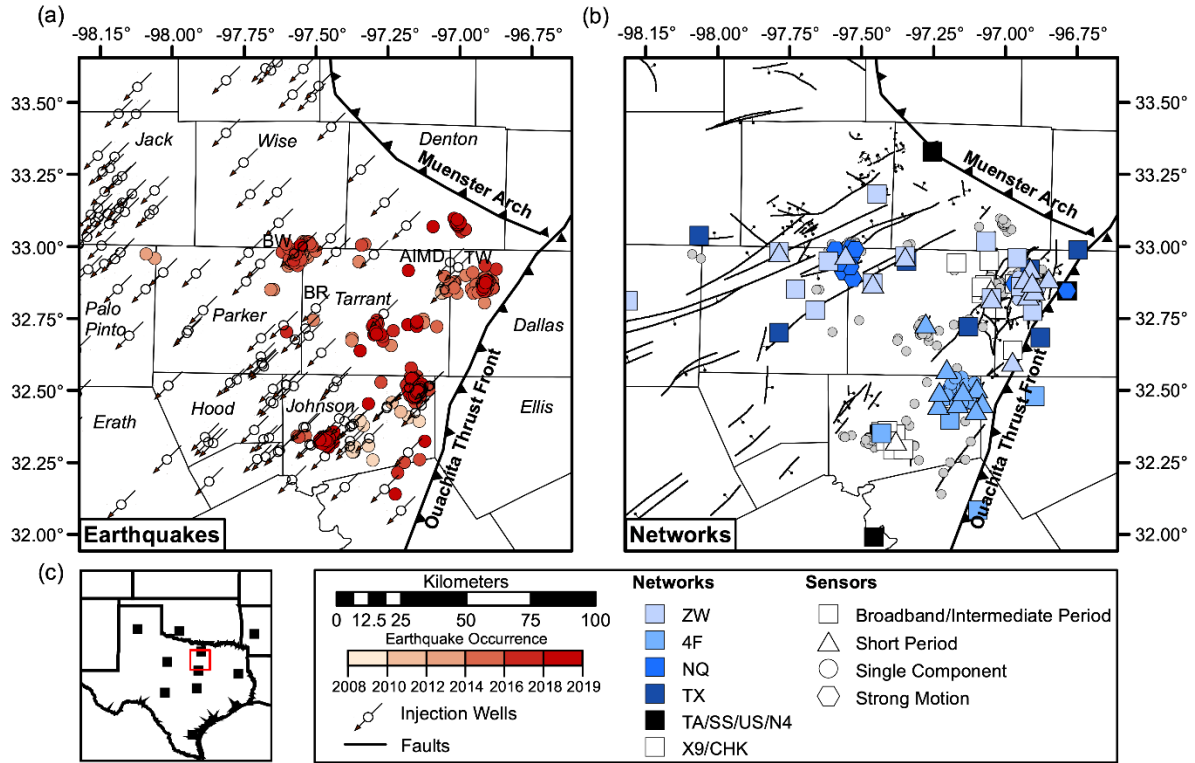 (a)
(b)
-98.15° -98.00° -97.75° -97.50° -97.25° -97.00° -96.75°
-98.15° -98.00° -97.75° -97.50° -97.25° -97.00° -96.75°
33.50°
33.25°
33.00°
32.75°
32.50°
32.25°
32.00°
Jack
Wise
Denton
Muenster Arch
BW
AIMD
TW
BR
Tarrant
Palo
Pinto
Parker
Dallas
Erath
Hood
Johnson
Ellis
Ouachita Thrust Front
Earthquakes
Muenster Arch
Ouachita Thrust Front
Networks
33.50°
33.25°
33.00°
32.75°
32.50°
32.25°
32.00°
(c)
Kilometers
0 12.5 25 50 75 100
Earthquake Occurrence
2008 2010 2012 2014 2016 2018 2019
Injection Wells
Faults
Networks
ZW
4F
NQ
TX
TA/SS/US/N4
X9/CHK
Sensors
Broadband/Intermediate Period
Short Period
Single Component
Strong Motion